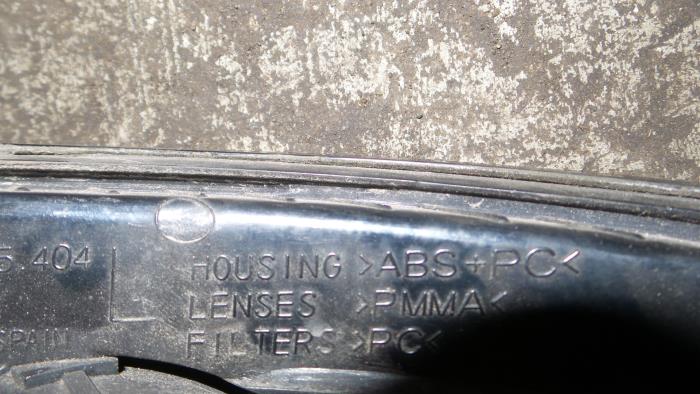 5.404
L
HOUSING >ABS+PC<
LENSES >PMMA<
SPAIN
FILTERS >PC<